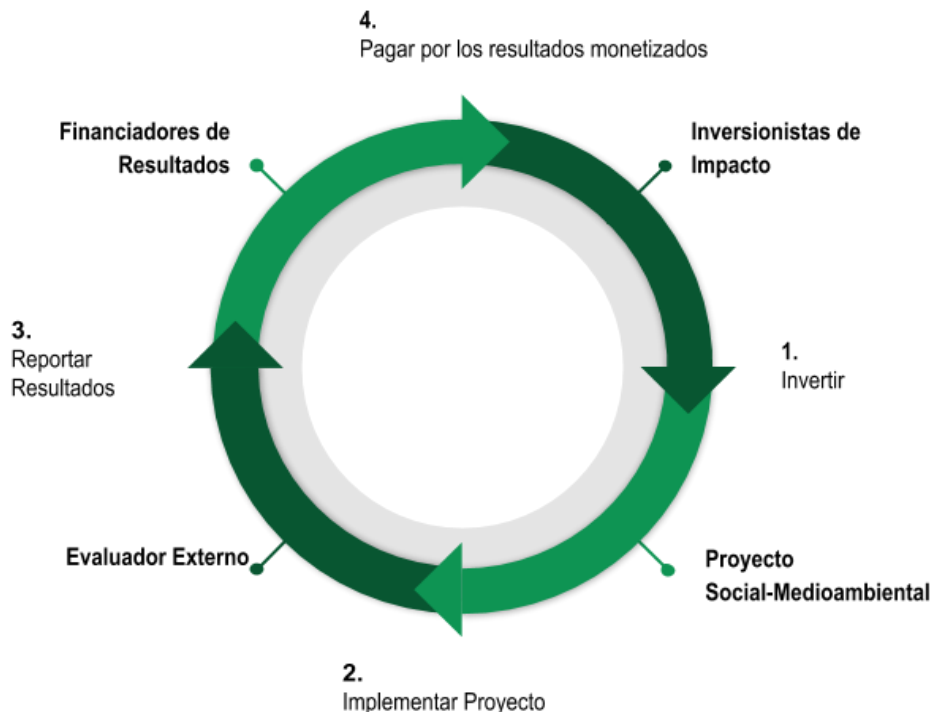 4.
Pagar por los resultados monetizados
Financiadores de
Resultados
Inversionistas de
Impacto
3.
Reportar
Resultados
1.
Invertir
Evaluador Externo
Proyecto
Social-Medioambiental
2.
Implementar Proyecto